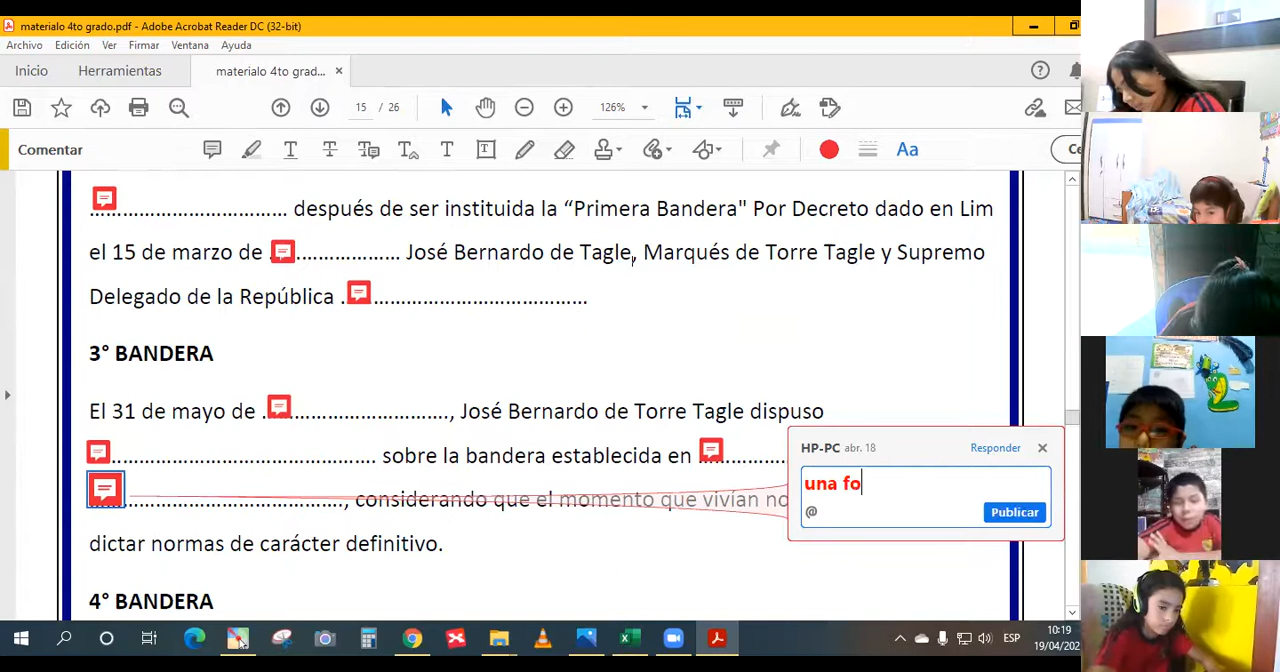 materialo 4to grado.pdf - Adobe Acrobat Reader DC (32-bit)
Archivo Edición Ver Firmar Ventana Ayuda
Inicio Herramientas materialo 4to grad... ×
15 / 26 126%
Comentar Aa Ce
................................... después de ser instituida la “Primera Bandera" Por Decreto dado en Lim
el 15 de marzo de ........................ José Bernardo de Tagle, Marqués de Torre Tagle y Supremo
Delegado de la República .............................................
3° BANDERA
El 31 de mayo de .................................., José Bernardo de Torre Tagle dispuso
.................................................. sobre la bandera establecida en ..................
............................................, considerando que el momento que vivían no
dictar normas de carácter definitivo.
4° BANDERA
HP-PC abr. 18 Responder
una fo
@ Publicar
ESP
10:19
19/04/202